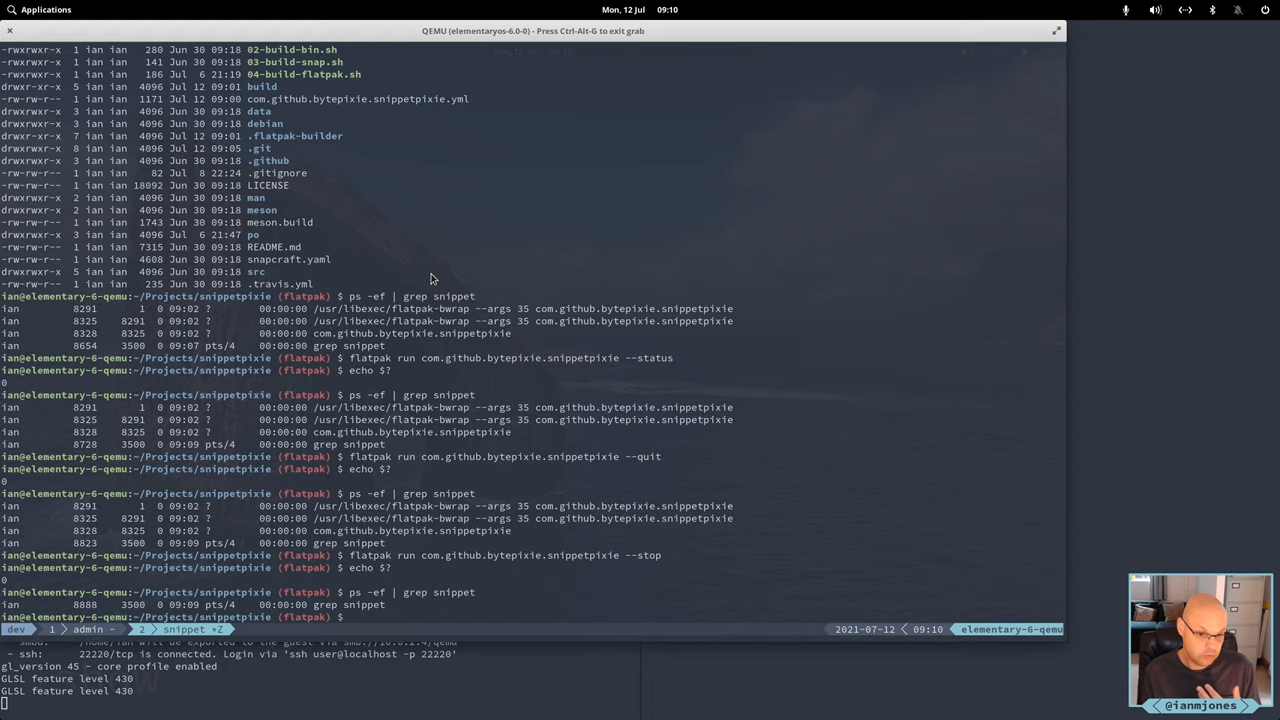 Applications
Mon, 12 Jul 09:10
QEMU (elementaryos-6.0-0) - Press Ctrl-Alt-G to exit grab
-rwxrwxr-x 1 ian ian 280 Jun 30 09:18 02-build-bin.sh
-rwxrwxr-x 1 ian ian 141 Jun 30 09:18 03-build-snap.sh
-rwxrwxr-x 1 ian ian 186 Jul 6 21:19 04-build-flatpak.sh
drwxr-xr-x 5 ian ian 4096 Jul 12 09:01 build
-rw-rw-r-- 1 ian ian 1171 Jul 12 09:00 com.github.bytepixie.snippetpixie.yml
drwxrwxr-x 3 ian ian 4096 Jun 30 09:18 data
drwxrwxr-x 3 ian ian 4096 Jun 30 09:18 debian
drwxr-xr-x 7 ian ian 4096 Jul 12 09:01 .flatpak-builder
drwxrwxr-x 8 ian ian 4096 Jul 12 09:05 .git
drwxrwxr-x 3 ian ian 4096 Jun 30 09:18 .github
-rw-rw-r-- 1 ian ian 82 Jul 8 22:24 .gitignore
-rw-rw-r-- 1 ian ian 18092 Jun 30 09:18 LICENSE
drwxrwxr-x 2 ian ian 4096 Jun 30 09:18 man
drwxrwxr-x 2 ian ian 4096 Jun 30 09:18 meson
-rw-rw-r-- 1 ian ian 1743 Jun 30 09:18 meson.build
drwxrwxr-x 3 ian ian 4096 Jul 6 21:47 po
-rw-rw-r-- 1 ian ian 7315 Jun 30 09:18 README.md
-rw-rw-r-- 1 ian ian 4608 Jun 30 09:18 snapcraft.yaml
drwxrwxr-x 5 ian ian 4096 Jun 30 09:18 src
-rw-rw-r-- 1 ian ian 235 Jun 30 09:18 .travis.yml
ian@elementary-6-qemu:~/Projects/snippetpixie (flatpak) $ ps -ef | grep snippet
ian 8291 1 0 09:02 ? 00:00:00 /usr/libexec/flatpak-bwrap --args 35 com.github.bytepixie.snippetpixie
ian 8325 8291 0 09:02 ? 00:00:00 /usr/libexec/flatpak-bwrap --args 35 com.github.bytepixie.snippetpixie
ian 8328 8325 0 09:02 ? 00:00:00 com.github.bytepixie.snippetpixie
ian 8654 3500 0 09:07 pts/4 00:00:00 grep snippet
ian@elementary-6-qemu:~/Projects/snippetpixie (flatpak) $ flatpak run com.github.bytepixie.snippetpixie --status
ian@elementary-6-qemu:~/Projects/snippetpixie (flatpak) $ echo $?
0
ian@elementary-6-qemu:~/Projects/snippetpixie (flatpak) $ ps -ef | grep snippet
ian 8291 1 0 09:02 ? 00:00:00 /usr/libexec/flatpak-bwrap --args 35 com.github.bytepixie.snippetpixie
ian 8325 8291 0 09:02 ? 00:00:00 /usr/libexec/flatpak-bwrap --args 35 com.github.bytepixie.snippetpixie
ian 8328 8325 0 09:02 ? 00:00:00 com.github.bytepixie.snippetpixie
ian 8728 3500 0 09:09 pts/4 00:00:00 grep snippet
ian@elementary-6-qemu:~/Projects/snippetpixie (flatpak) $ flatpak run com.github.bytepixie.snippetpixie --quit
ian@elementary-6-qemu:~/Projects/snippetpixie (flatpak) $ echo $?
0
ian@elementary-6-qemu:~/Projects/snippetpixie (flatpak) $ ps -ef | grep snippet
ian 8291 1 0 09:02 ? 00:00:00 /usr/libexec/flatpak-bwrap --args 35 com.github.bytepixie.snippetpixie
ian 8325 8291 0 09:02 ? 00:00:00 /usr/libexec/flatpak-bwrap --args 35 com.github.bytepixie.snippetpixie
ian 8328 8325 0 09:02 ? 00:00:00 com.github.bytepixie.snippetpixie
ian 8823 3500 0 09:09 pts/4 00:00:00 grep snippet
ian@elementary-6-qemu:~/Projects/snippetpixie (flatpak) $ flatpak run com.github.bytepixie.snippetpixie --stop
ian@elementary-6-qemu:~/Projects/snippetpixie (flatpak) $ echo $?
0
ian@elementary-6-qemu:~/Projects/snippetpixie (flatpak) $ ps -ef | grep snippet
ian 8888 3500 0 09:09 pts/4 00:00:00 grep snippet
ian@elementary-6-qemu:~/Projects/snippetpixie (flatpak) $
dev 1 admin - 2 snippet *Z 2021-07-12 09:10 elementary-6-qemu
- ssh: 22220/tcp is connected. Login via 'ssh user@localhost -p 22220'
gl_version 45 - core profile enabled
GLSL feature level 430
GLSL feature level 430
@ianmjones